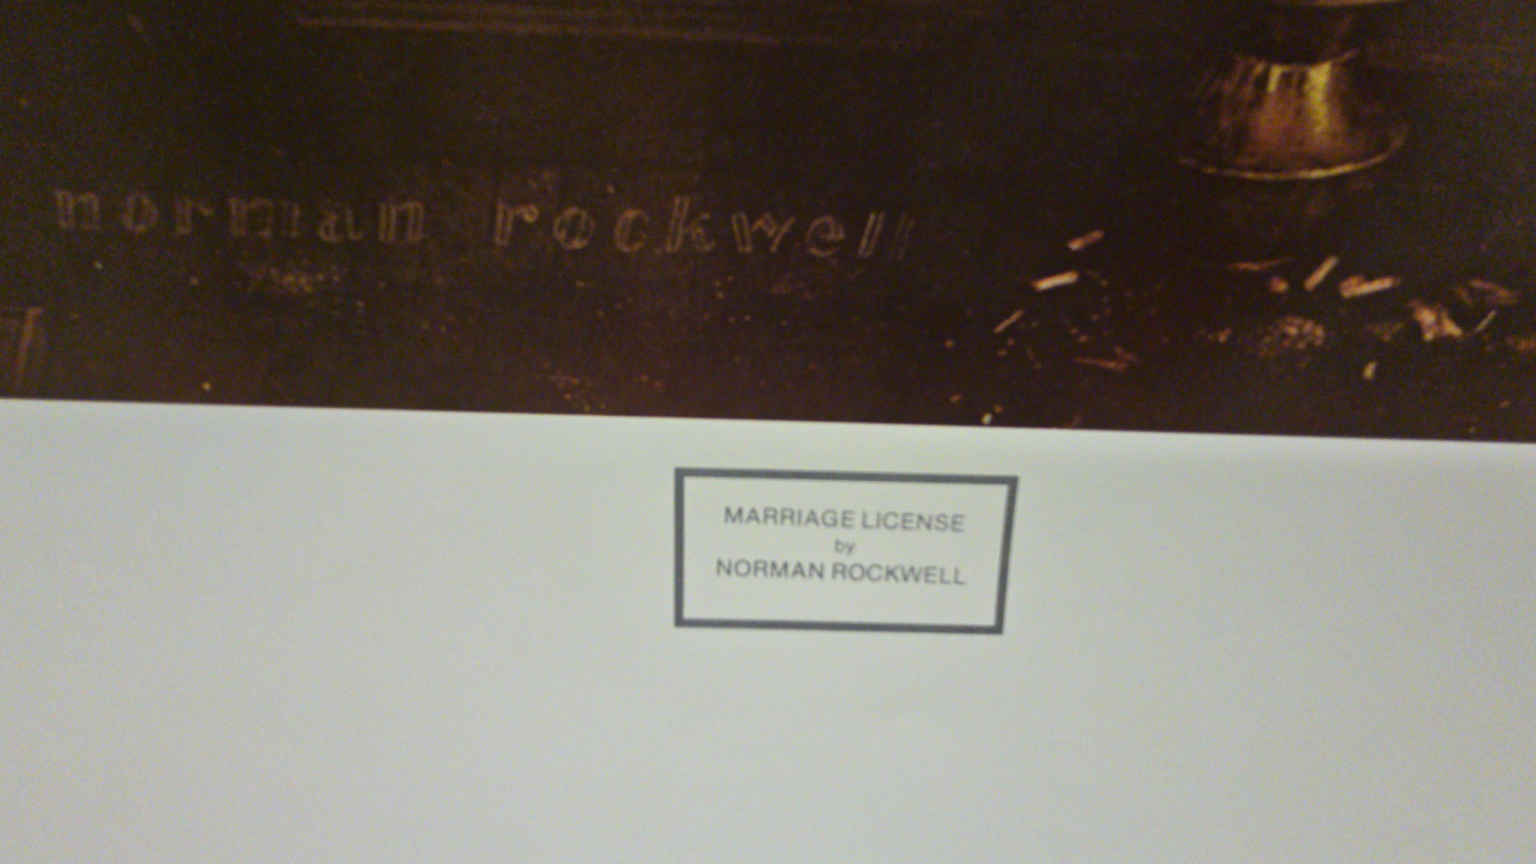 norman rockwell
MARRIAGE LICENSE
by
NORMAN ROCKWELL